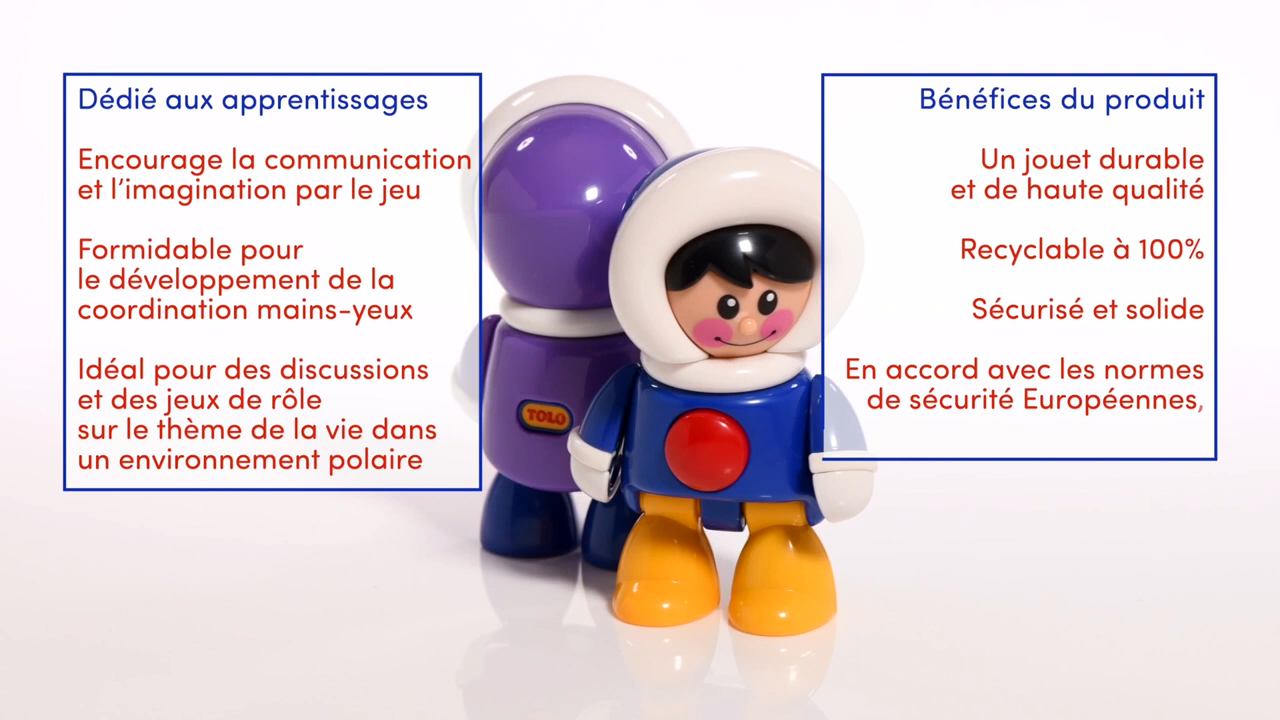 Dédié aux apprentissages
Encourage la communication
et l'imagination par le jeu
Formidable pour
le développement de la
coordination mains-yeux
Idéal pour des discussions
et des jeux de rôle
sur le thème de la vie dans
un environnement polaire
TOLO
Bénéfices du produit
Un jouet durable
et de haute qualité
Recyclable à 100%
Sécurisé et solide
En accord avec les normes
de sécurité Européennes,